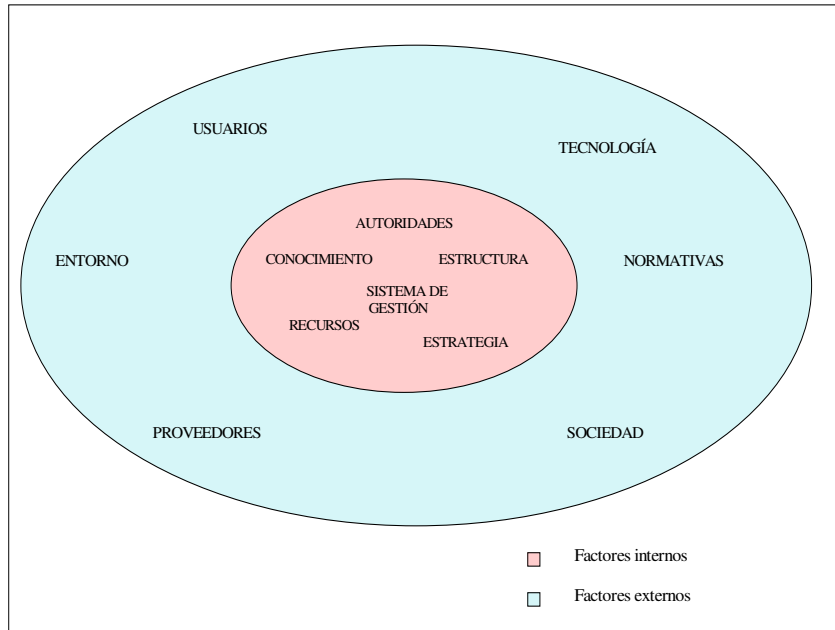 USUARIOS
TECNOLOGÍA
AUTORIDADES
CONOCIMIENTO
ESTRUCTURA
ENTORNO
NORMATIVAS
SISTEMA DE
GESTIÓN
RECURSOS
ESTRATEGIA
PROVEEDORES
SOCIEDAD
Factores internos
Factores externos